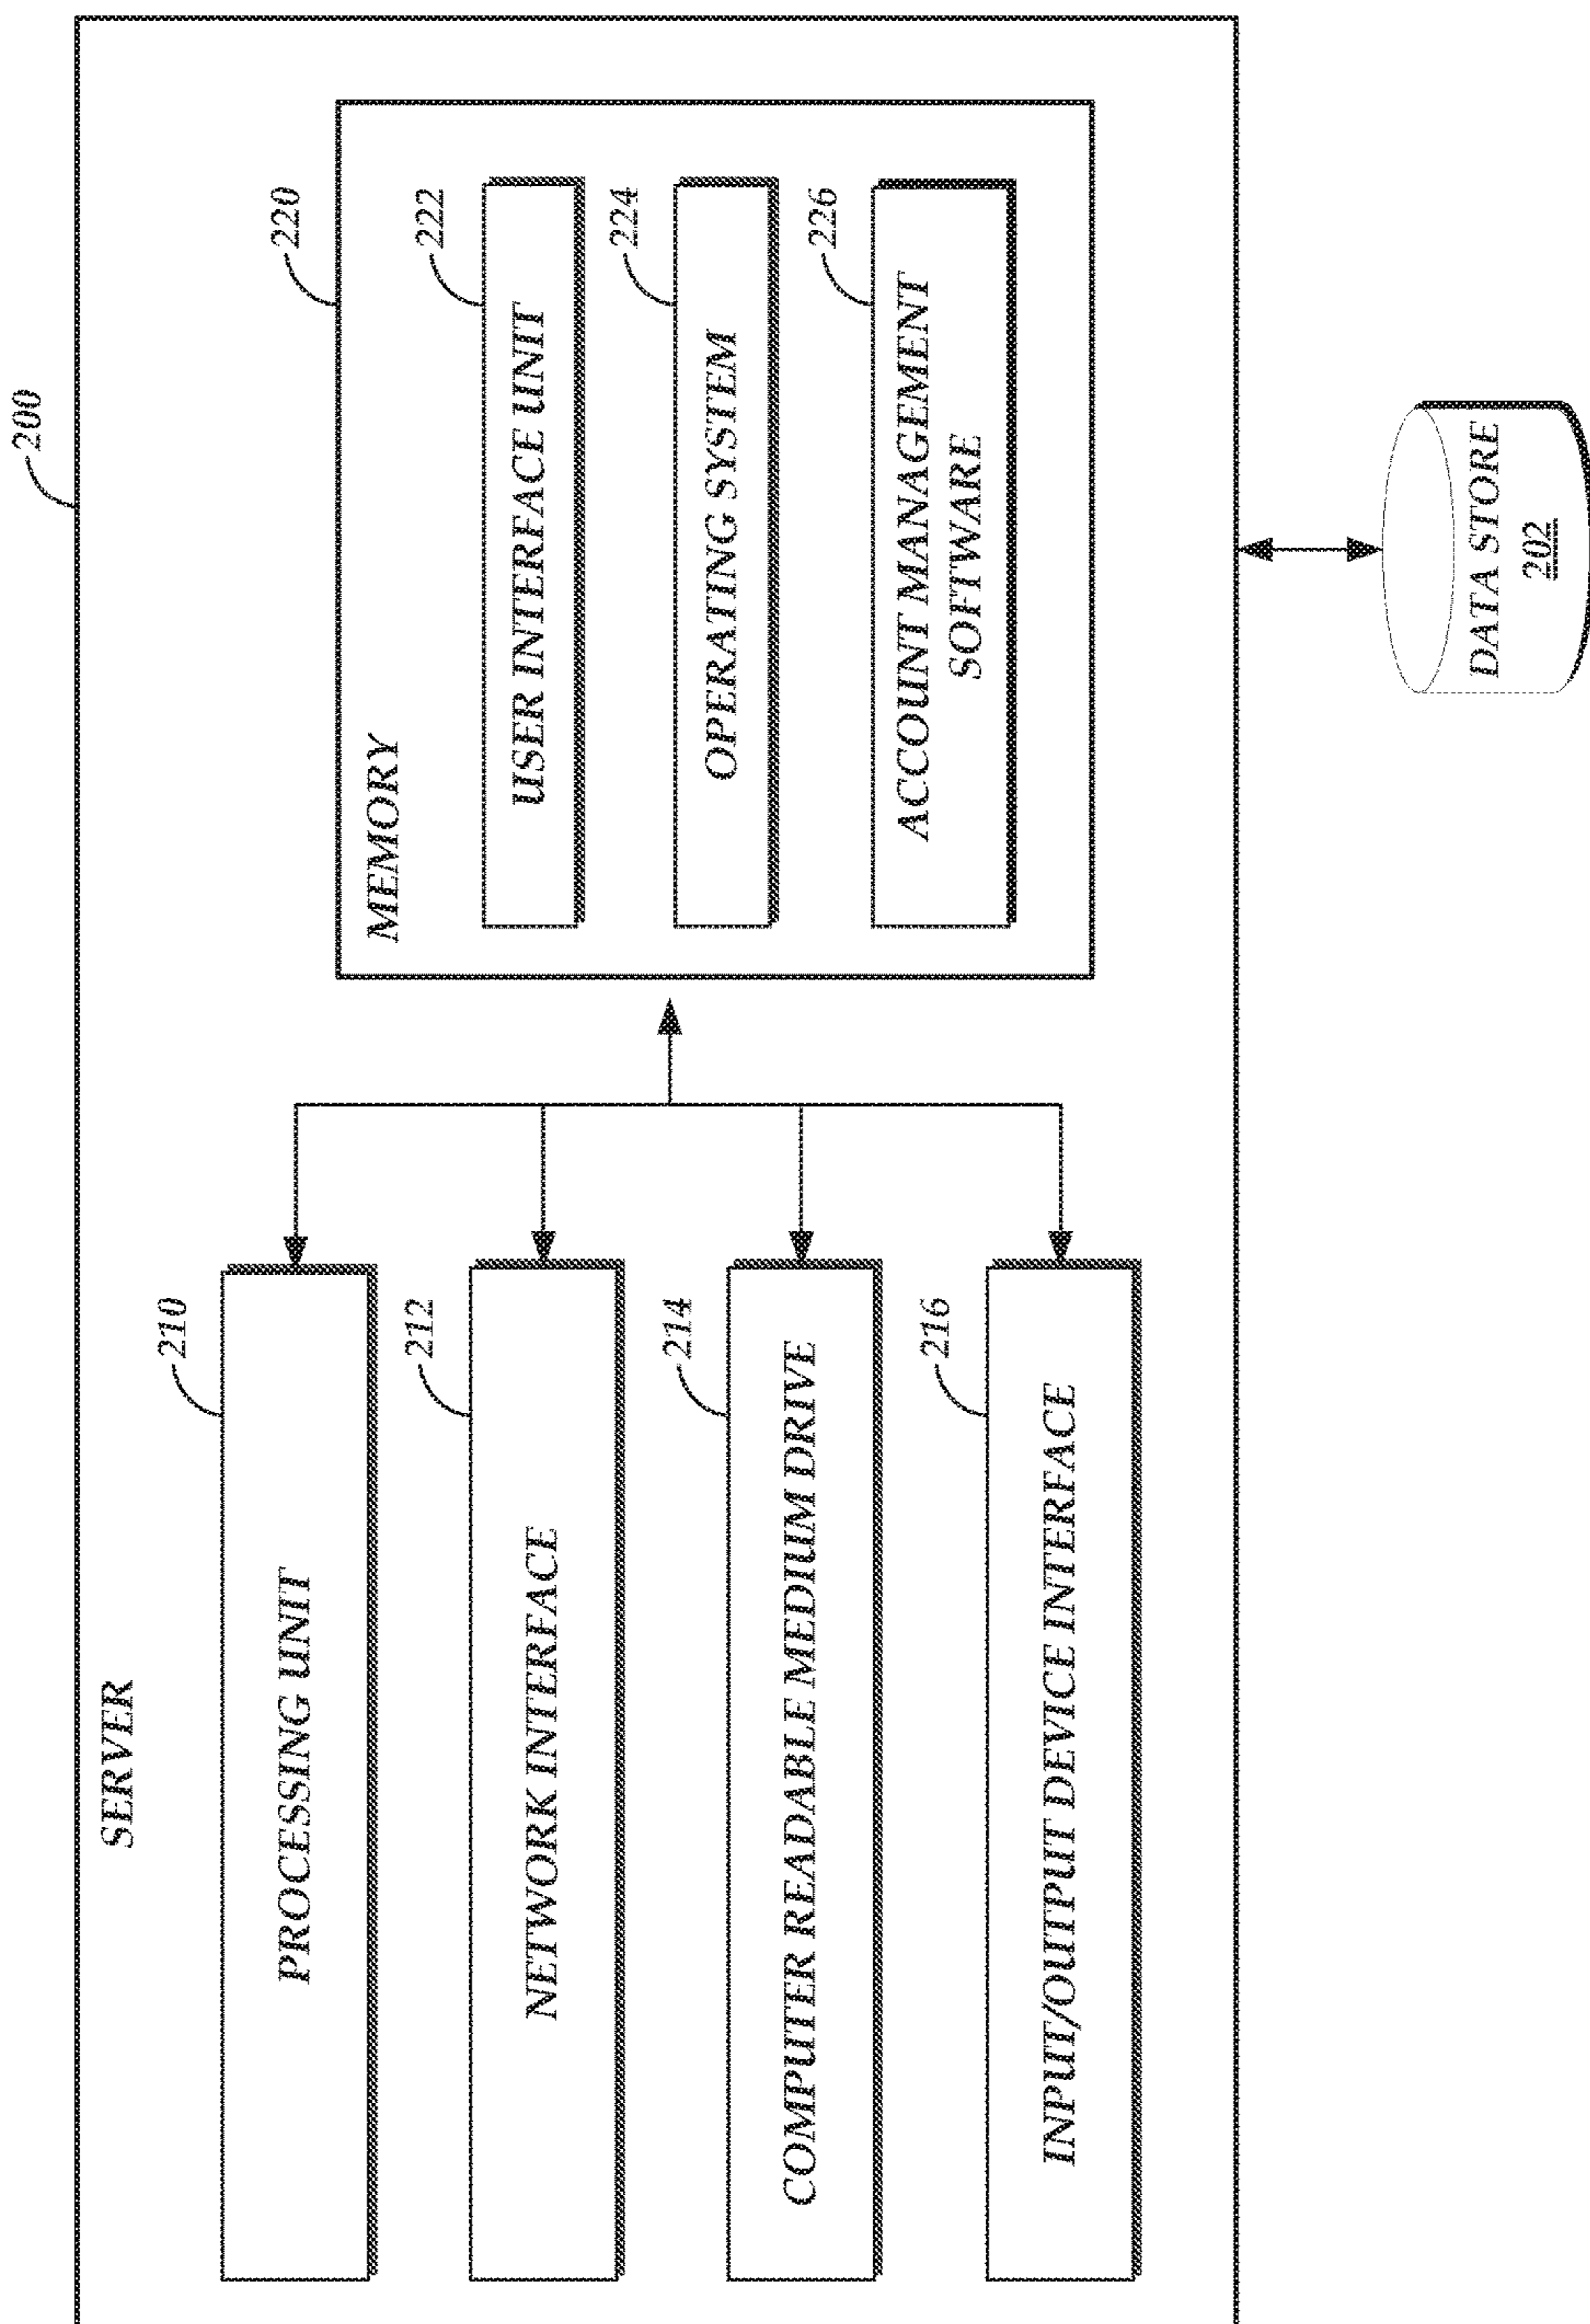 200
SERVER
210
PROCESSING UNIT
212
NETWORK INTERFACE
214
COMPUTER READABLE MEDIUM DRIVE
216
INPUT/OUTPUT DEVICE INTERFACE
220
MEMORY
222
USER INTERFACE UNIT
224
OPERATING SYSTEM
226
ACCOUNT MANAGEMENT
SOFTWARE
DATA STORE
202